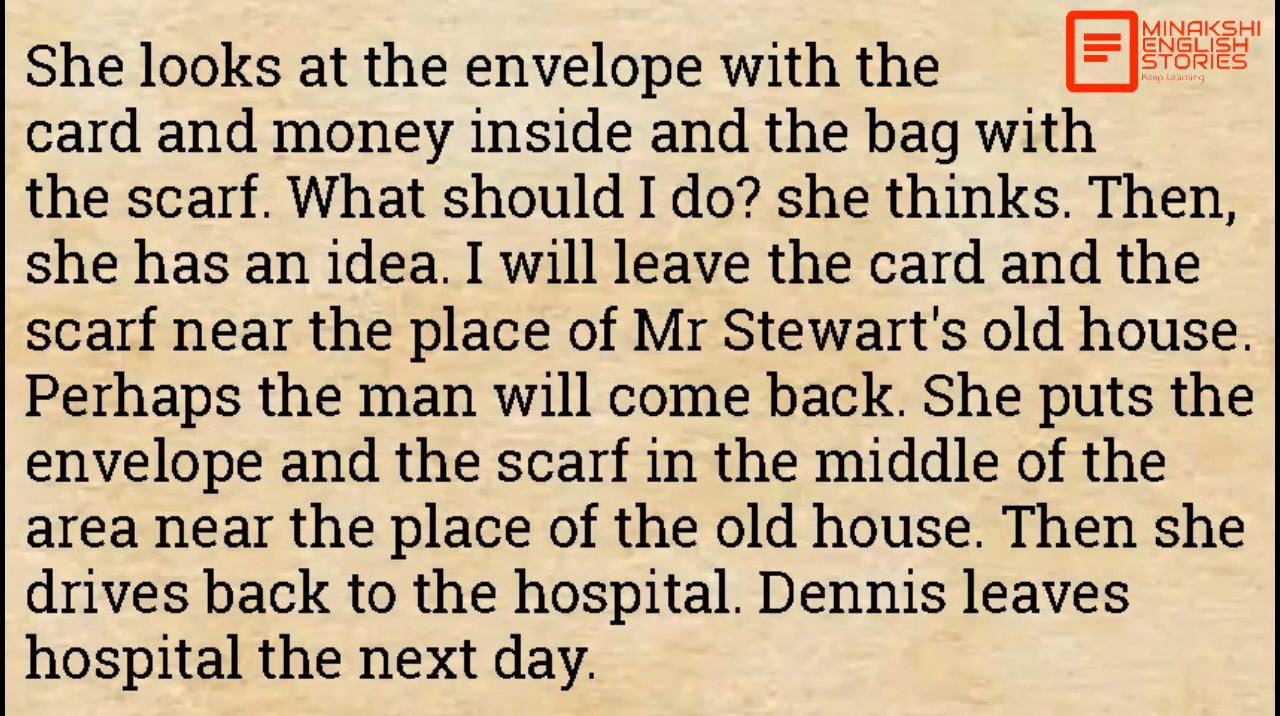 MINAKSHI
ENGLISH
STORIES
Keep Learning
She looks at the envelope with the
card and money inside and the bag with
the scarf. What should I do? she thinks. Then,
she has an idea. I will leave the card and the
scarf near the place of Mr Stewart's old house.
Perhaps the man will come back. She puts the
envelope and the scarf in the middle of the
area near the place of the old house. Then she
drives back to the hospital. Dennis leaves
hospital the next day.